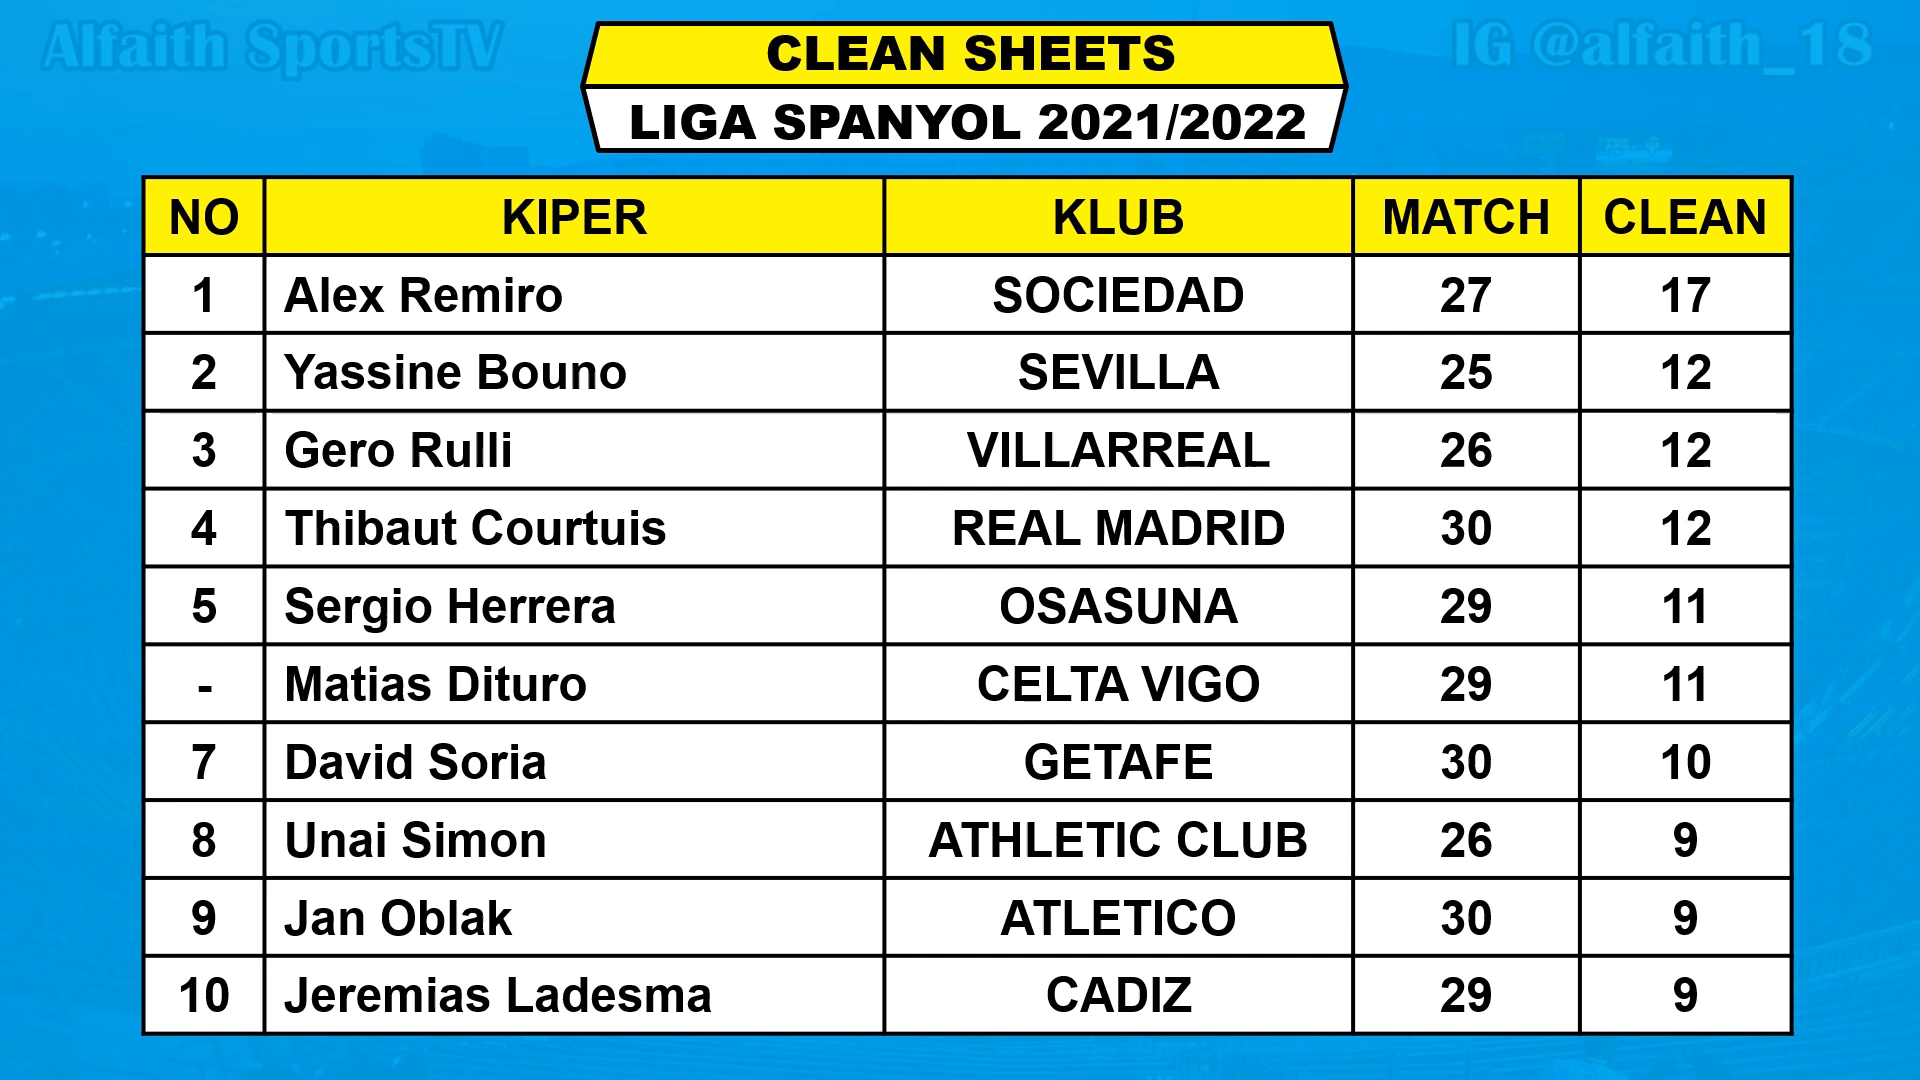 Alfaith SportsTV
IG @alfaith_18
CLEAN SHEETS
LIGA SPANYOL 2021/2022
NO KIPER KLUB MATCH CLEAN
1 Alex Remiro SOCIEDAD 27 17
2 Yassine Bouno SEVILLA 25 12
3 Gero Rulli VILLARREAL 26 12
4 Thibaut Courtuis REAL MADRID 30 12
5 Sergio Herrera OSASUNA 29 11
- Matias Dituro CELTA VIGO 29 11
7 David Soria GETAFE 30 10
8 Unai Simon ATHLETIC CLUB 26 9
9 Jan Oblak ATLETICO 30 9
10 Jeremias Ladesma CADIZ 29 9